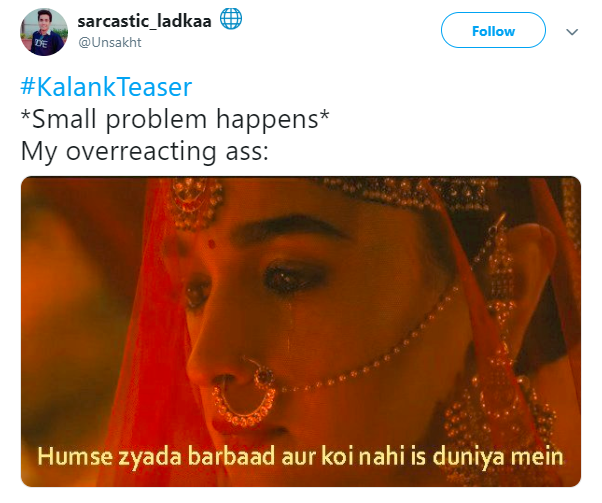 sarcastic_ladkaa
@Unsakht
Follow
#KalankTeaser
*Small problem happens*
My overreacting ass:
Humse zyada barbaad aur koi nahi is duniya mein